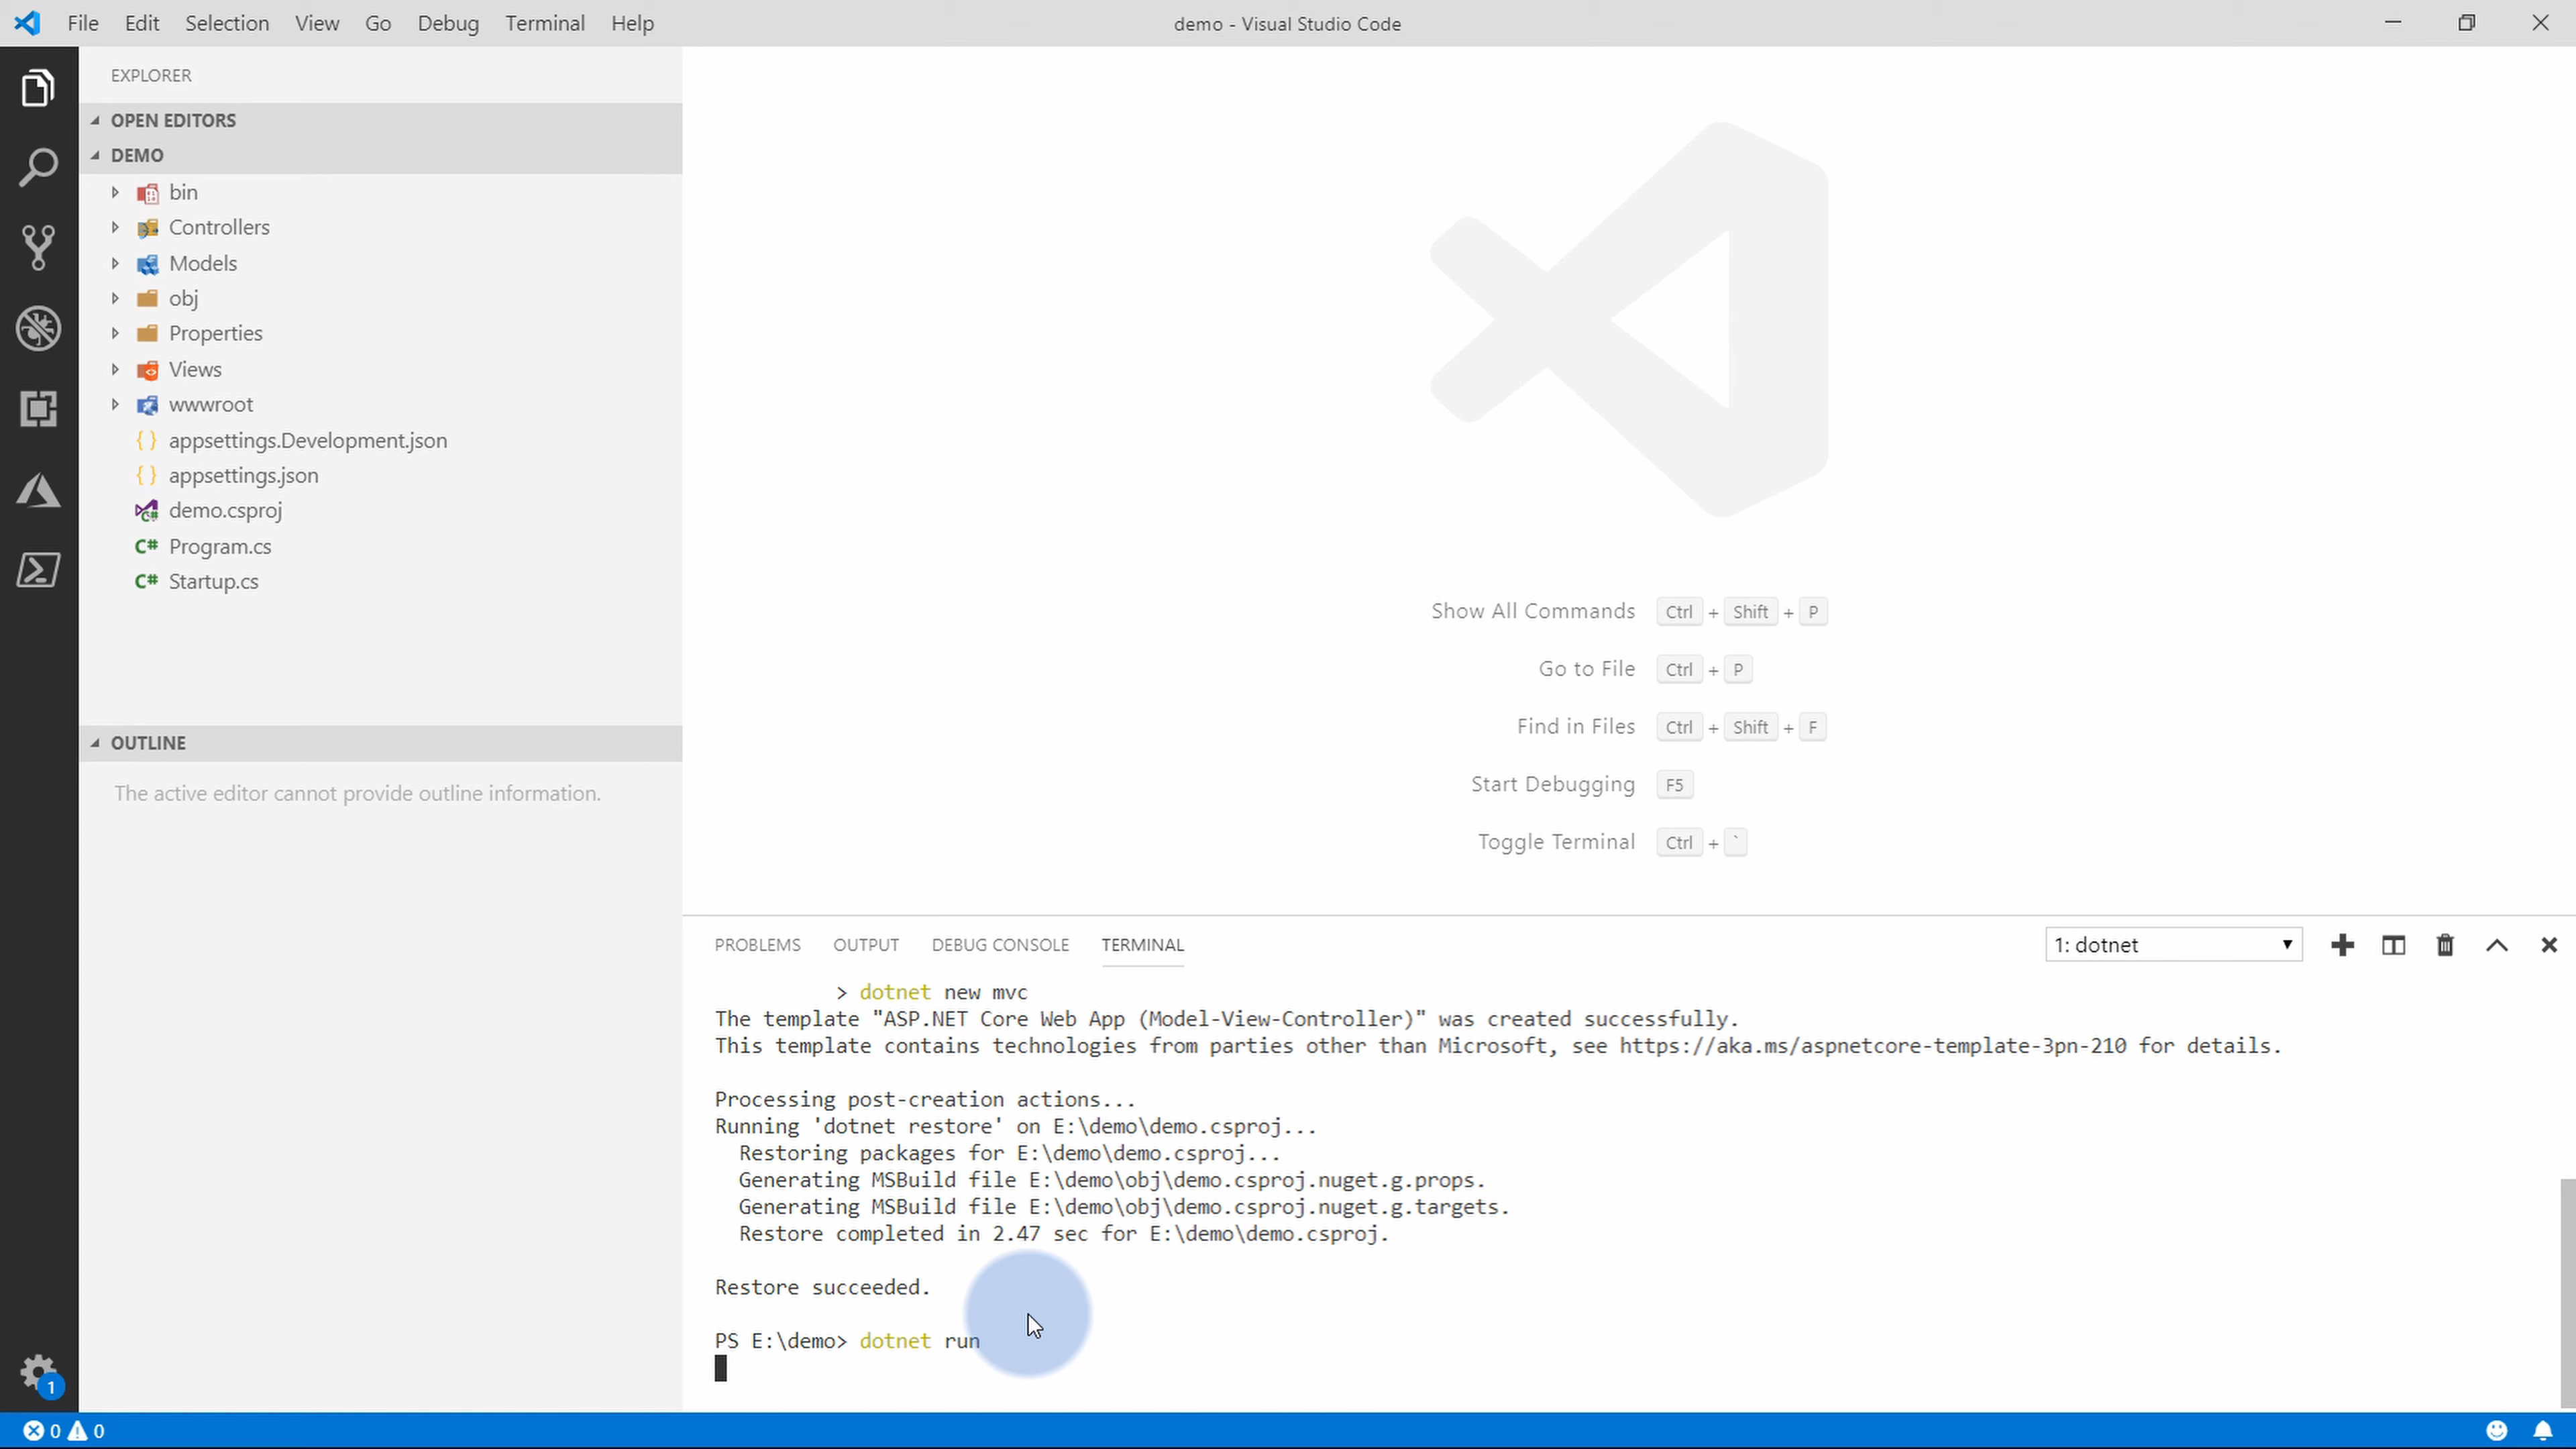 File Edit Selection View Go Debug Terminal Help
demo - Visual Studio Code
EXPLORER
OPEN EDITORS
DEMO
bin
Controllers
Models
obj
Properties
Views
wwwroot
{ } appsettings.Development.json
{ } appsettings.json
demo.csproj
C# Program.cs
C# Startup.cs
OUTLINE
The active editor cannot provide outline information.
Show All Commands Ctrl + Shift + P
Go to File Ctrl + P
Find in Files Ctrl + Shift + F
Start Debugging F5
Toggle Terminal Ctrl + `
PROBLEMS OUTPUT DEBUG CONSOLE TERMINAL
1: dotnet
> dotnet new mvc
The template "ASP.NET Core Web App (Model-View-Controller)" was created successfully.
This template contains technologies from parties other than Microsoft, see https://aka.ms/aspnetcore-template-3pn-210 for details.
Processing post-creation actions...
Running 'dotnet restore' on E:\demo\demo.csproj...
Restoring packages for E:\demo\demo.csproj...
Generating MSBuild file E:\demo\obj\demo.csproj.nuget.g.props.
Generating MSBuild file E:\demo\obj\demo.csproj.nuget.g.targets.
Restore completed in 2.47 sec for E:\demo\demo.csproj.
Restore succeeded.
PS E:\demo> dotnet run
1
0 0